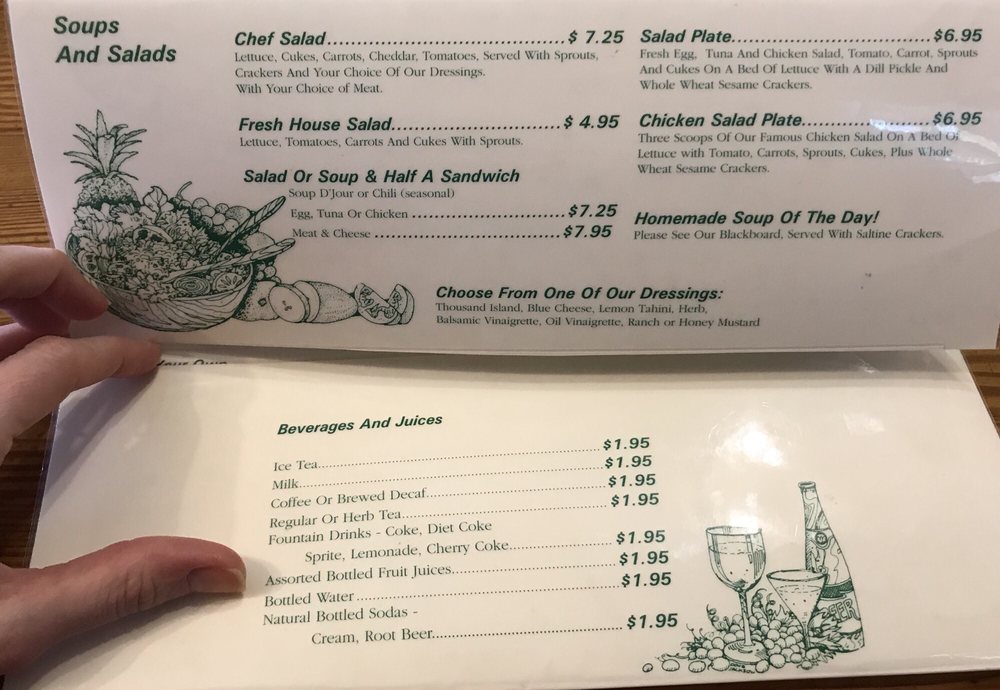 Soups
And Salads
Chef Salad........................................$ 7.25
Lettuce, Cukes, Carrots, Cheddar, Tomatoes, Served With Sprouts,
Crackers And Your Choice Of Our Dressings.
With Your Choice of Meat.
Fresh House Salad............................$ 4.95
Lettuce, Tomatoes, Carrots And Cukes With Sprouts.
Salad Or Soup & Half A Sandwich
Soup D'Jour or Chili (seasonal)
Egg, Tuna Or Chicken ............................$7.25
Meat & Cheese ....................................$7.95
Salad Plate.................................$6.95
Fresh Egg, Tuna And Chicken Salad, Tomato, Carrot, Sprouts
And Cukes On A Bed Of Lettuce With A Dill Pickle And
Whole Wheat Sesame Crackers.
Chicken Salad Plate.....................$6.95
Three Scoops Of Our Famous Chicken Salad On A Bed Of
Lettuce with Tomato, Carrots, Sprouts, Cukes, Plus Whole
Wheat Sesame Crackers.
Homemade Soup Of The Day!
Please See Our Blackboard, Served With Saltine Crackers.
Choose From One Of Our Dressings:
Thousand Island, Blue Cheese, Lemon Tahini, Herb,
Balsamic Vinaigrette, Oil Vinaigrette, Ranch or Honey Mustard
Your Own
Beverages And Juices
Ice Tea............................................................$1.95
Milk................................................................$1.95
Coffee Or Brewed Decaf....................................$1.95
Regular Or Herb Tea.........................................$1.95
Fountain Drinks - Coke, Diet Coke
Sprite, Lemonade, Cherry Coke.....................$1.95
Assorted Bottled Fruit Juices...............................$1.95
Bottled Water ..................................................$1.95
Natural Bottled Sodas -
Cream, Root Beer........................................$1.95
BEER